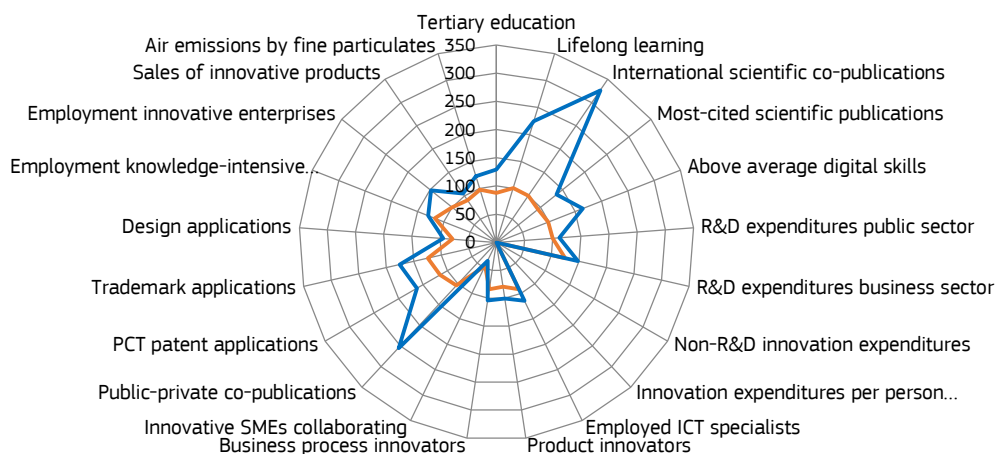 Tertiary education
Air emissions by fine particulates
350
Lifelong learning
Sales of innovative products
300
International scientific co-publications
Employment innovative enterprises
250
Most-cited scientific publications
200
Employment knowledge-intensive...
150
Above average digital skills
100
Design applications
50
R&D expenditures public sector
0
Trademark applications
R&D expenditures business sector
PCT patent applications
Non-R&D innovation expenditures
Public-private co-publications
Innovation expenditures per person...
Innovative SMEs collaborating
Employed ICT specialists
Business process innovators
Product innovators